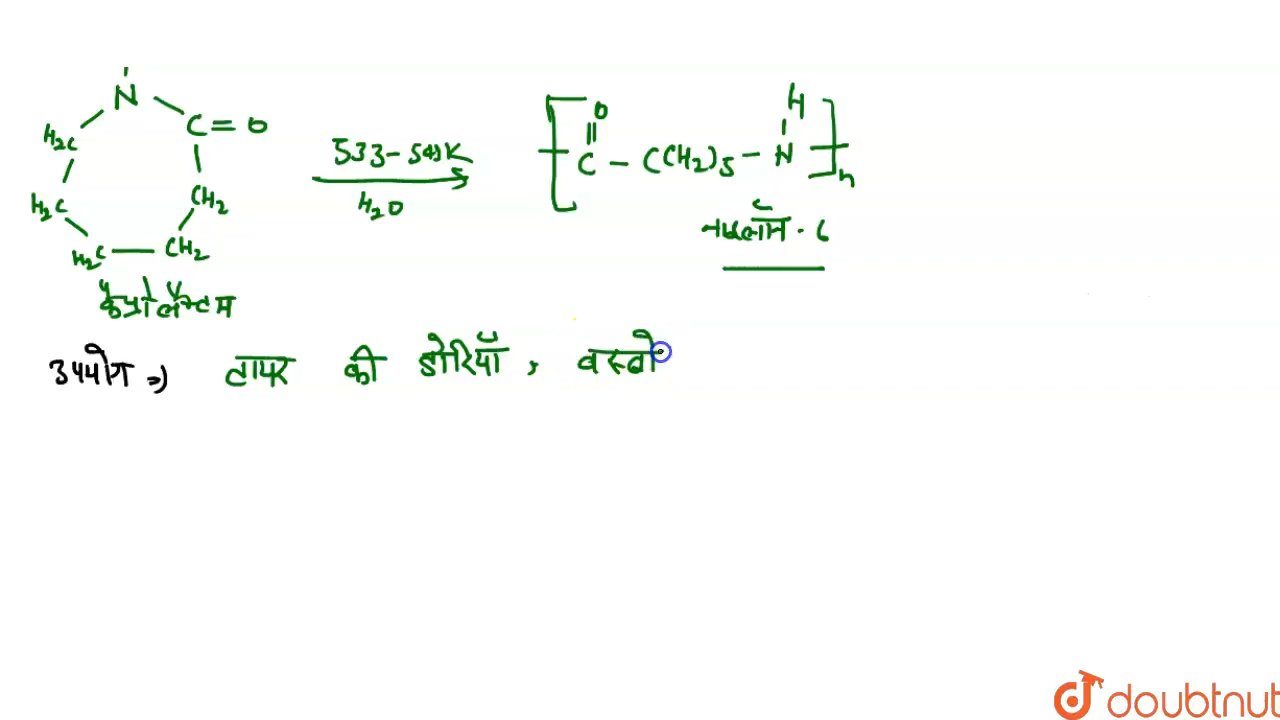 N
H₂C C=O
H₂C CH₂
H₂C — CH₂
533-543K
H₂O
[-C(=O)-(CH₂)₅-N(H)-]n
नायलॉन-6
कैप्रोलैक्टम
उपयोग => टायर की डोरियाँ, वस्त्रो
doubtnut